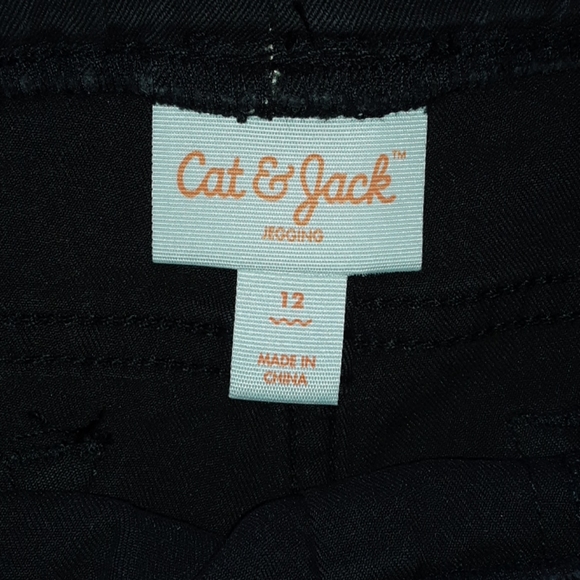 Cat & Jack™
JEGGING
12
MADE IN
CHINA